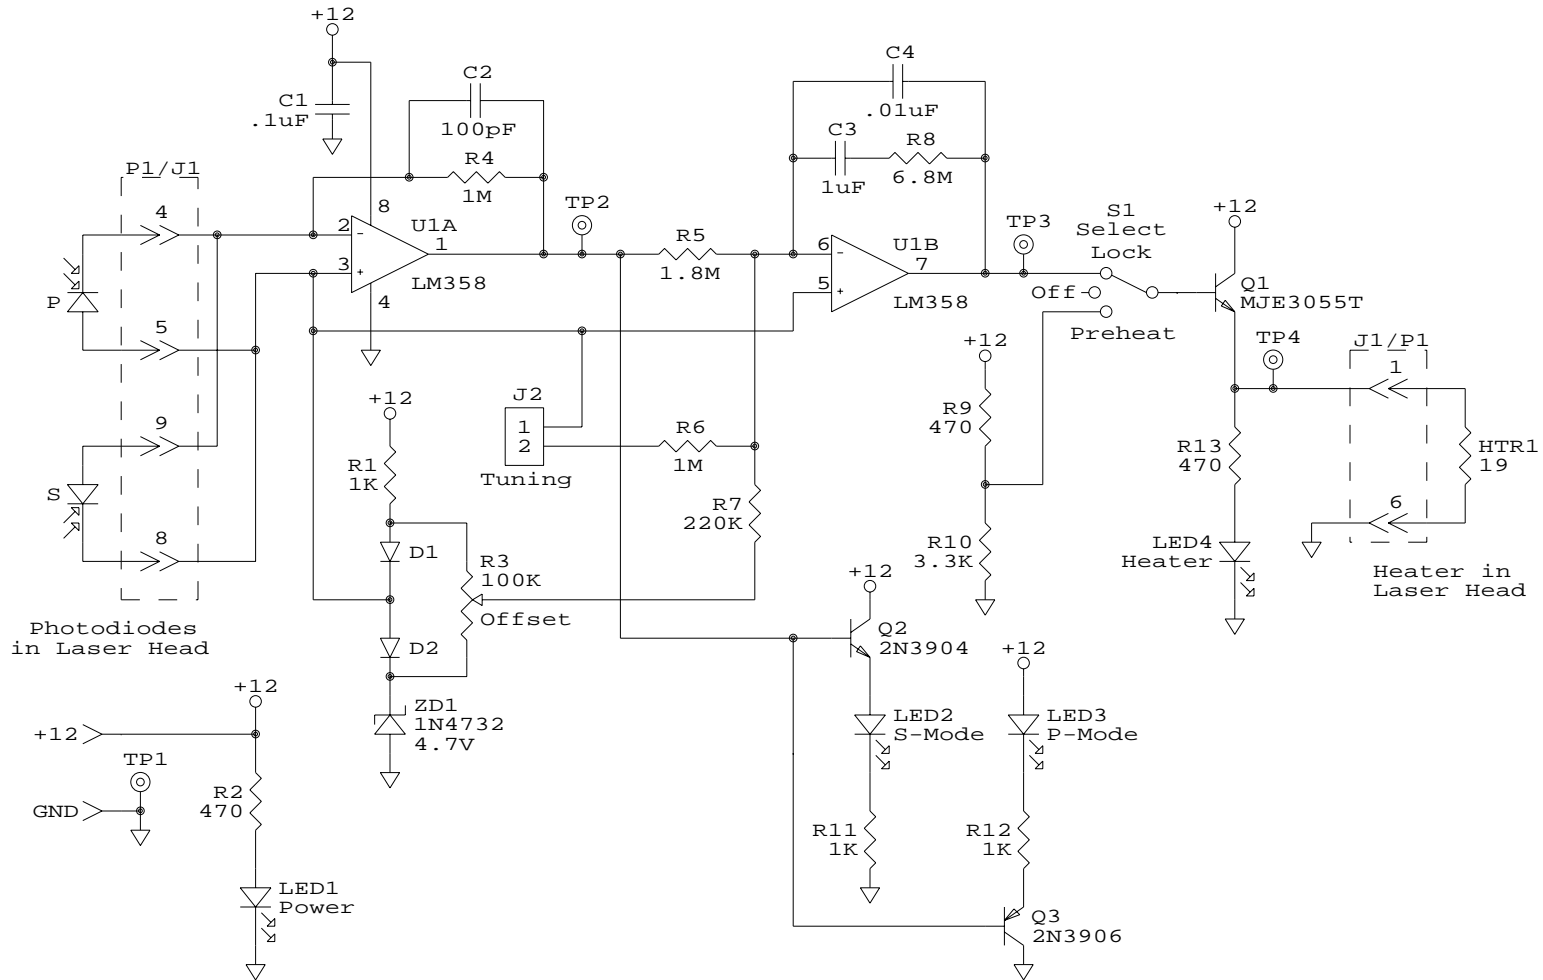 +12
C1
.1uF
C2
100pF
R4
1M
8
U1A
2
-
1
3
+
4
LM358
TP2
C4
.01uF
C3
1uF
R8
6.8M
R5
1.8M
6
-
U1B
7
5
+
LM358
TP3
S1
Select
Lock
Off
Preheat
+12
Q1
MJE3055T
TP4
J1/P1
1
6
HTR1
19
Heater in
Laser Head
P1/J1
4
P
5
9
S
8
Photodiodes
in Laser Head
+12
R1
1K
D1
D2
R3
100K
Offset
ZD1
1N4732
4.7V
J2
1
2
Tuning
R6
1M
R7
220K
+12
R9
470
R10
3.3K
R13
470
LED4
Heater
+12
Q2
2N3904
LED2
S-Mode
R11
1K
+12
LED3
P-Mode
R12
1K
Q3
2N3906
+12
+12
TP1
GND
R2
470
LED1
Power